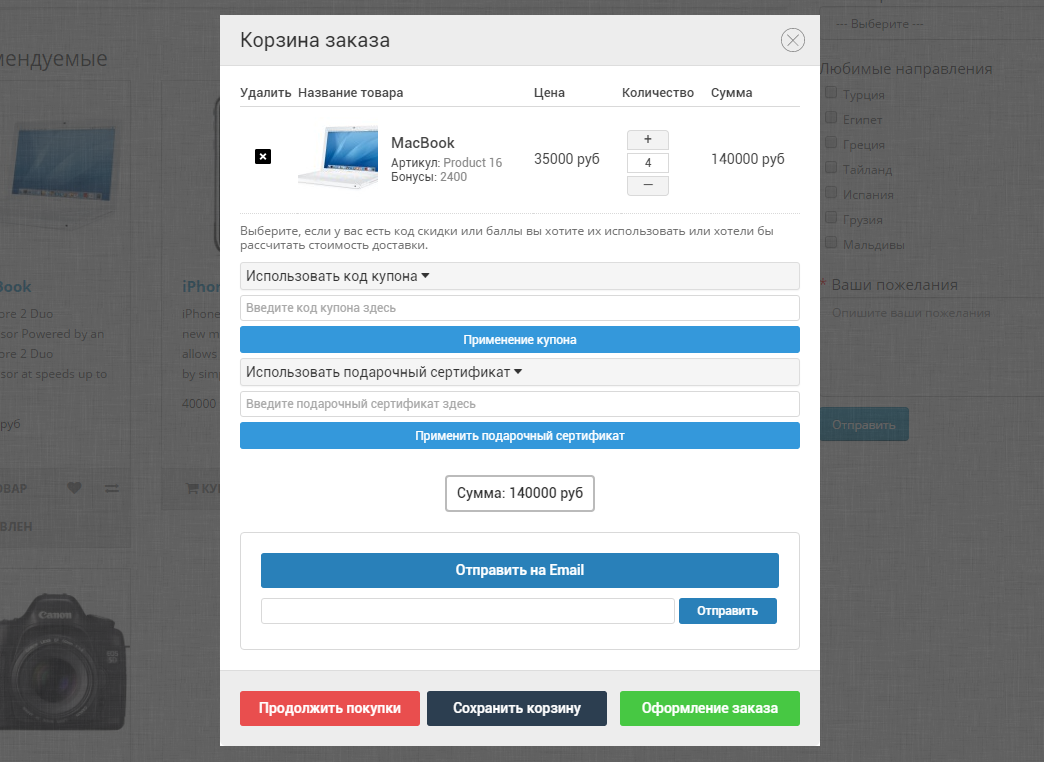 Корзина заказа
Удалить Название товара Цена Количество Сумма
MacBook
Артикул: Product 16
Бонусы: 2400
35000 руб
+
4
—
140000 руб
Выберите, если у вас есть код скидки или баллы вы хотите их использовать или хотели бы
рассчитать стоимость доставки.
Использовать код купона
Введите код купона здесь
Применение купона
Использовать подарочный сертификат
Введите подарочный сертификат здесь
Применить подарочный сертификат
Сумма: 140000 руб
Отправить на Email
Отправить
Продолжить покупки
Сохранить корзину
Оформление заказа
--- Выберите ---
Любимые направления
Турция
Египет
Греция
Тайланд
Испания
Грузия
Мальдивы
* Ваши пожелания
Опишите ваши пожелания
Отправить
ендуемые
Book
ore 2 Duo
sor Powered by an
ore 2 Duo
sor at speeds up to
руб
ОВАР
ВЛЕН
iPhon
iPhone
new m
allows
by sim
40000
КУ
Canon